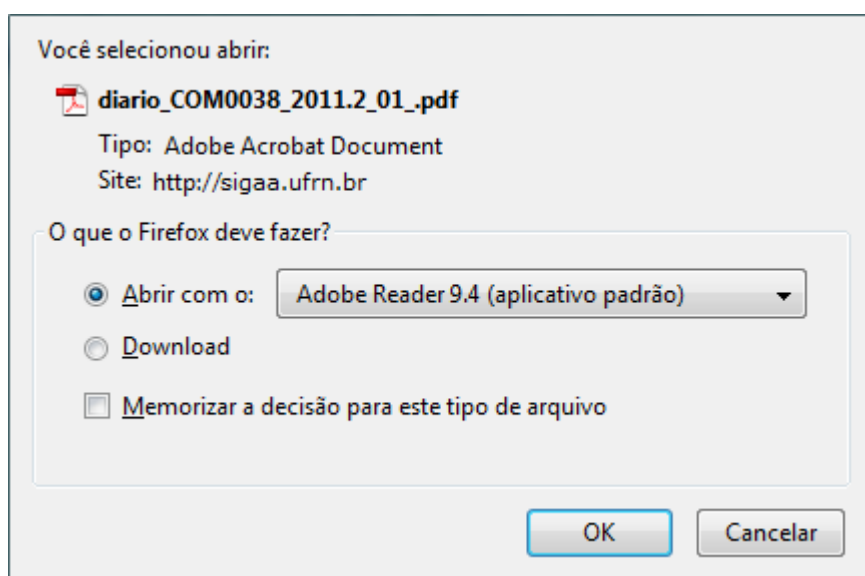 Você selecionou abrir:
diario_COM0038_2011.2_01_.pdf
Tipo: Adobe Acrobat Document
Site: http://sigaa.ufrn.br
O que o Firefox deve fazer?
Abrir com o: Adobe Reader 9.4 (aplicativo padrão)
Download
Memorizar a decisão para este tipo de arquivo
OK Cancelar